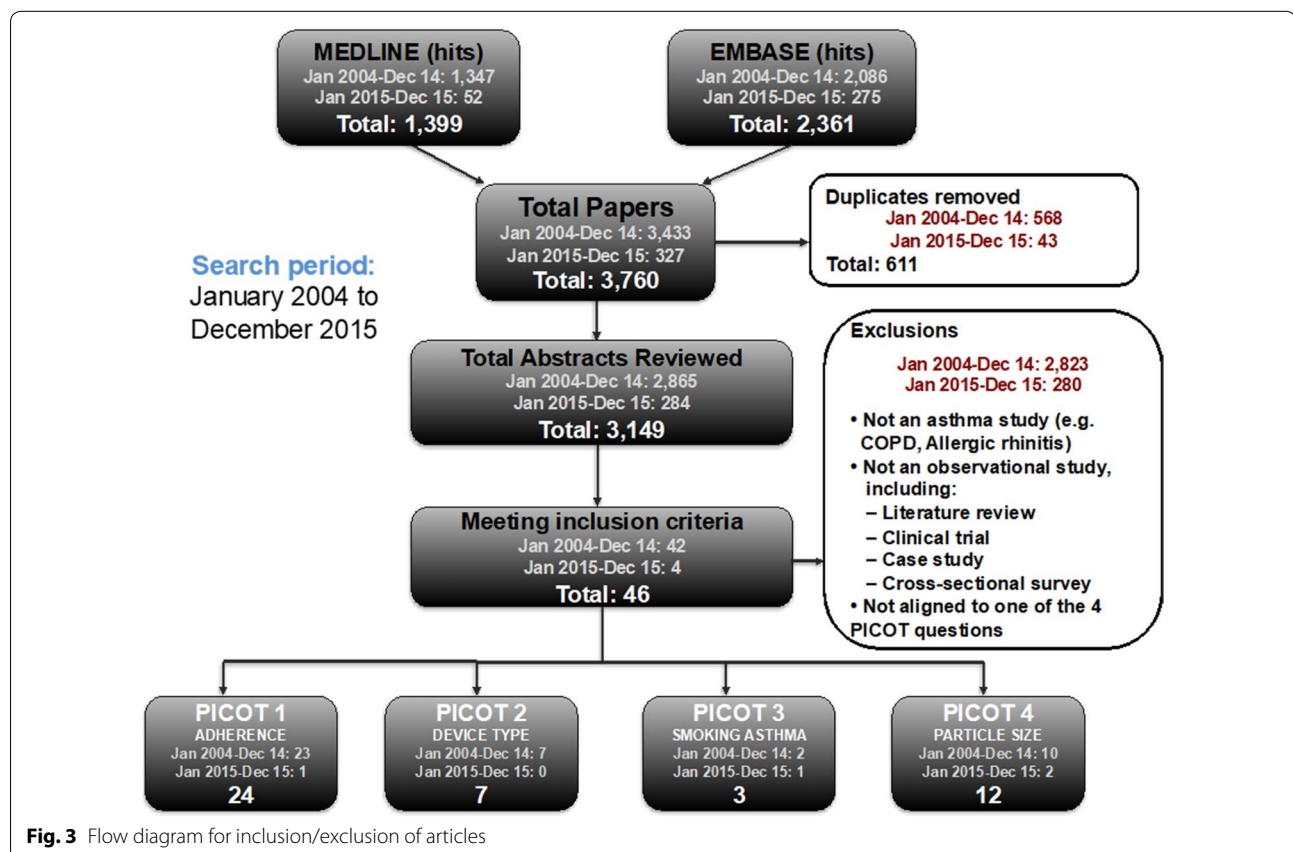 MEDLINE (hits)
Jan 2004-Dec 14: 1,347
Jan 2015-Dec 15: 52
Total: 1,399
EMBASE (hits)
Jan 2004-Dec 14: 2,086
Jan 2015-Dec 15: 275
Total: 2,361
Total Papers
Jan 2004-Dec 14: 3,433
Jan 2015-Dec 15: 327
Total: 3,760
Duplicates removed
Jan 2004-Dec 14: 568
Jan 2015-Dec 15: 43
Total: 611
Search period:
January 2004 to
December 2015
Total Abstracts Reviewed
Jan 2004-Dec 14: 2,865
Jan 2015-Dec 15: 284
Total: 3,149
Exclusions
Jan 2004-Dec 14: 2,823
Jan 2015-Dec 15: 280
• Not an asthma study (e.g.
COPD, Allergic rhinitis)
• Not an observational study,
including:
– Literature review
– Clinical trial
– Case study
– Cross-sectional survey
• Not aligned to one of the 4
PICOT questions
Meeting inclusion criteria
Jan 2004-Dec 14: 42
Jan 2015-Dec 15: 4
Total: 46
PICOT 1
ADHERENCE
Jan 2004-Dec 14: 23
Jan 2015-Dec 15: 1
24
PICOT 2
DEVICE TYPE
Jan 2004-Dec 14: 7
Jan 2015-Dec 15: 0
7
PICOT 3
SMOKING ASTHMA
Jan 2004-Dec 14: 2
Jan 2015-Dec 15: 1
3
PICOT 4
PARTICLE SIZE
Jan 2004-Dec 14: 10
Jan 2015-Dec 15: 2
12
Fig. 3 Flow diagram for inclusion/exclusion of articles